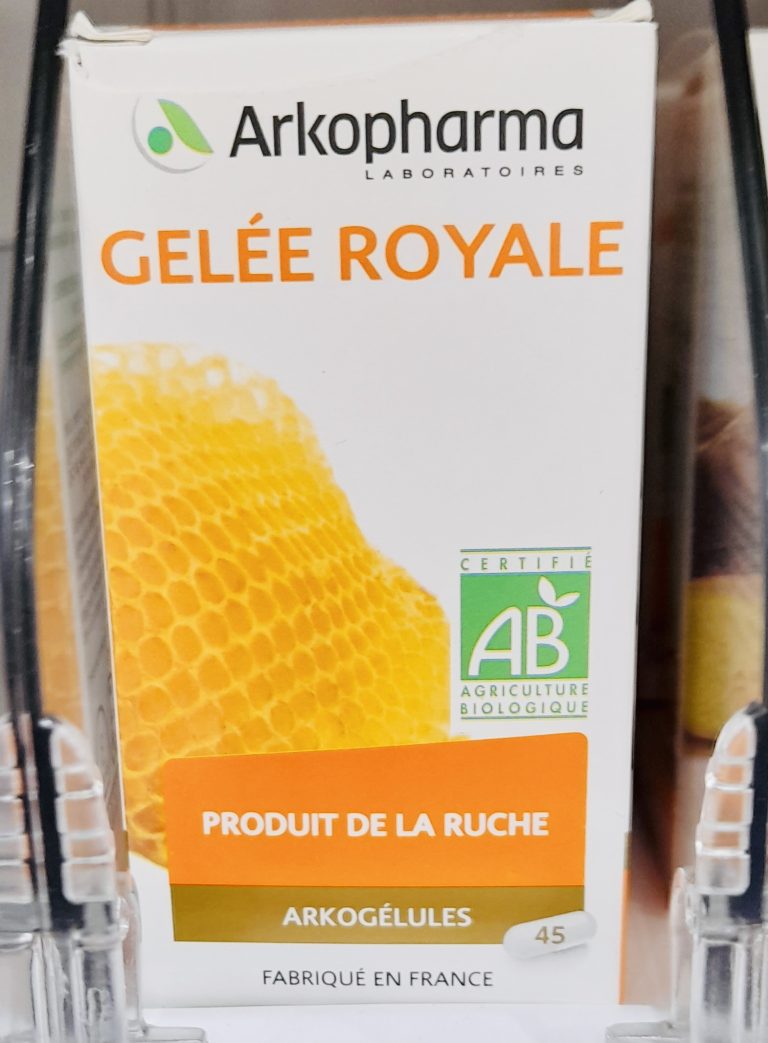 Arkopharma
LABORATOIRES
GELÉE ROYALE
CERTIFIÉ
AB
AGRICULTURE
BIOLOGIQUE
PRODUIT DE LA RUCHE
ARKOGÉLULES
45
FABRIQUÉ EN FRANCE